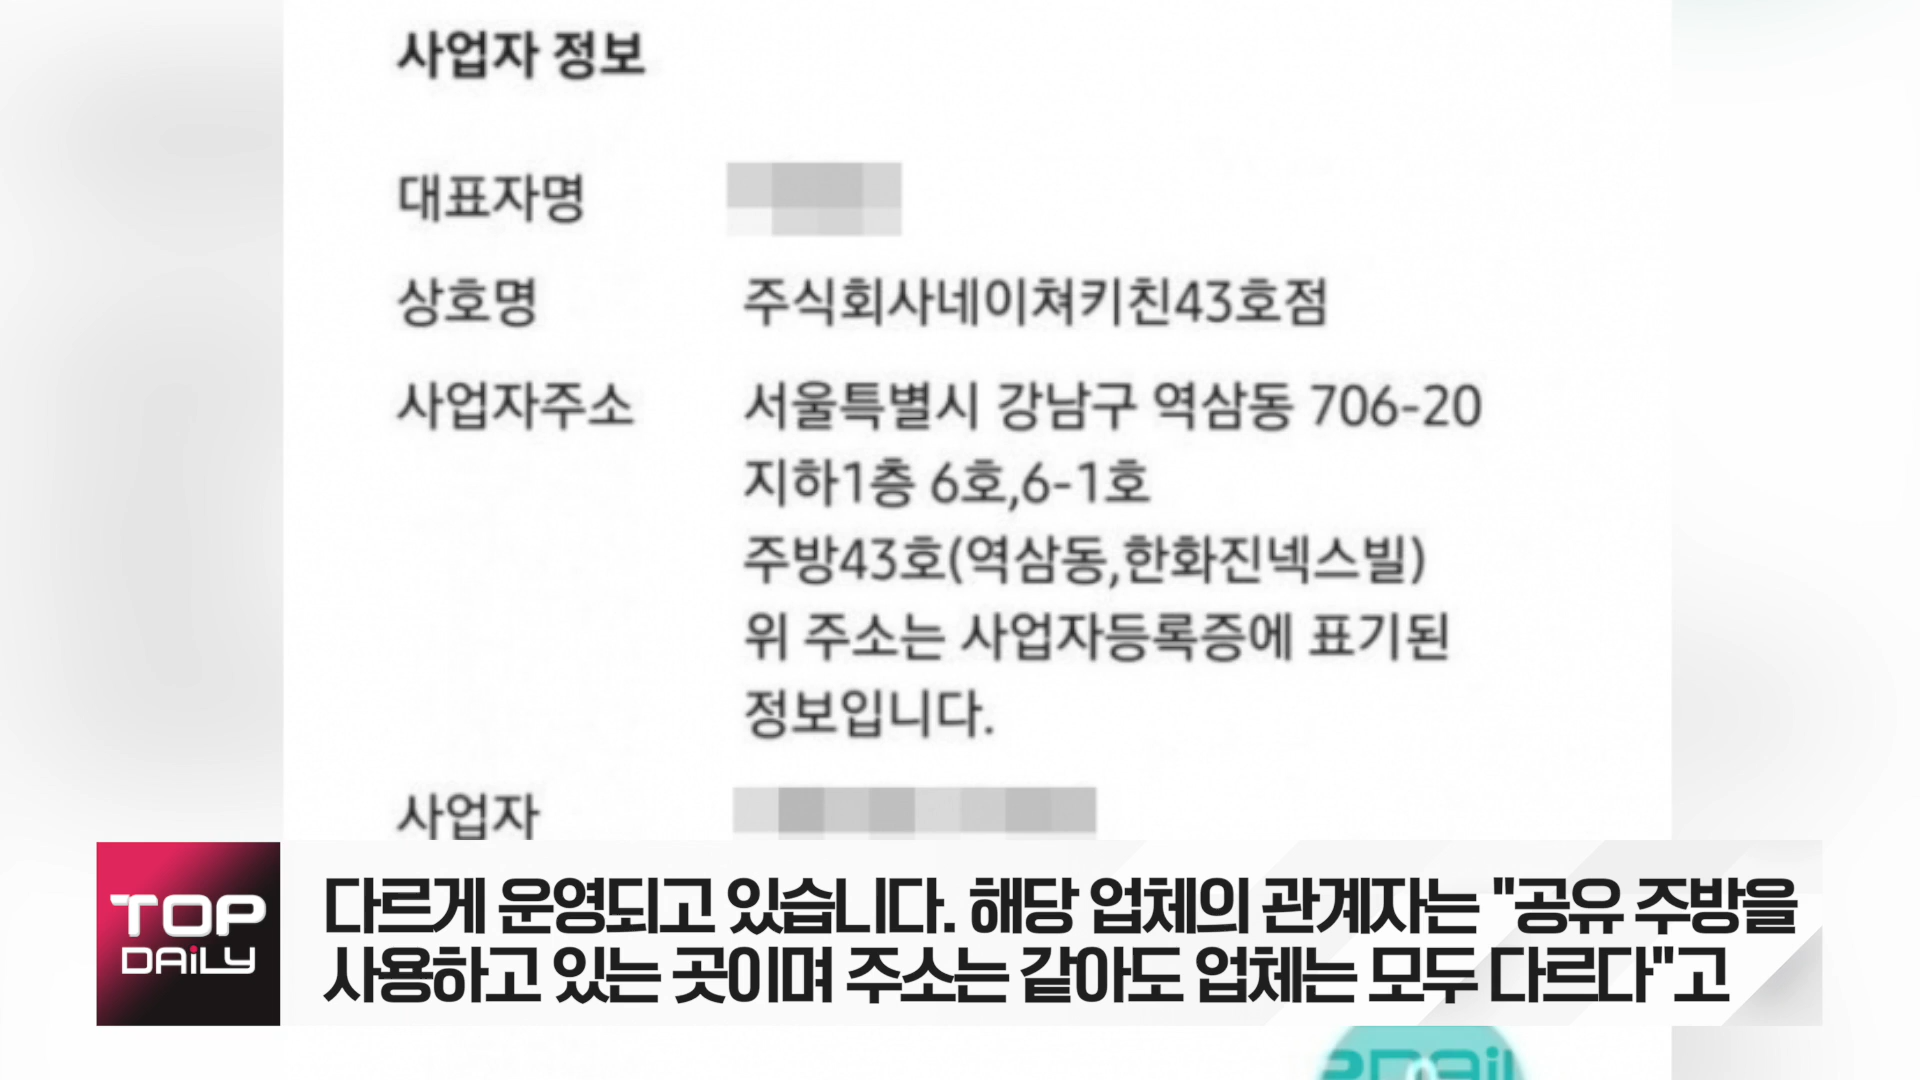 사업자 정보
대표자명
상호명 주식회사네이쳐키친43호점
사업자주소 서울특별시 강남구 역삼동 706-20
지하1층 6호,6-1호
주방43호(역삼동,한화진넥스빌)
위 주소는 사업자등록증에 표기된
정보입니다.
사업자
TOP
DAiLY
다르게 운영되고 있습니다. 해당 업체의 관계자는 "공유 주방을
사용하고 있는 곳이며 주소는 같아도 업체는 모두 다르다"고